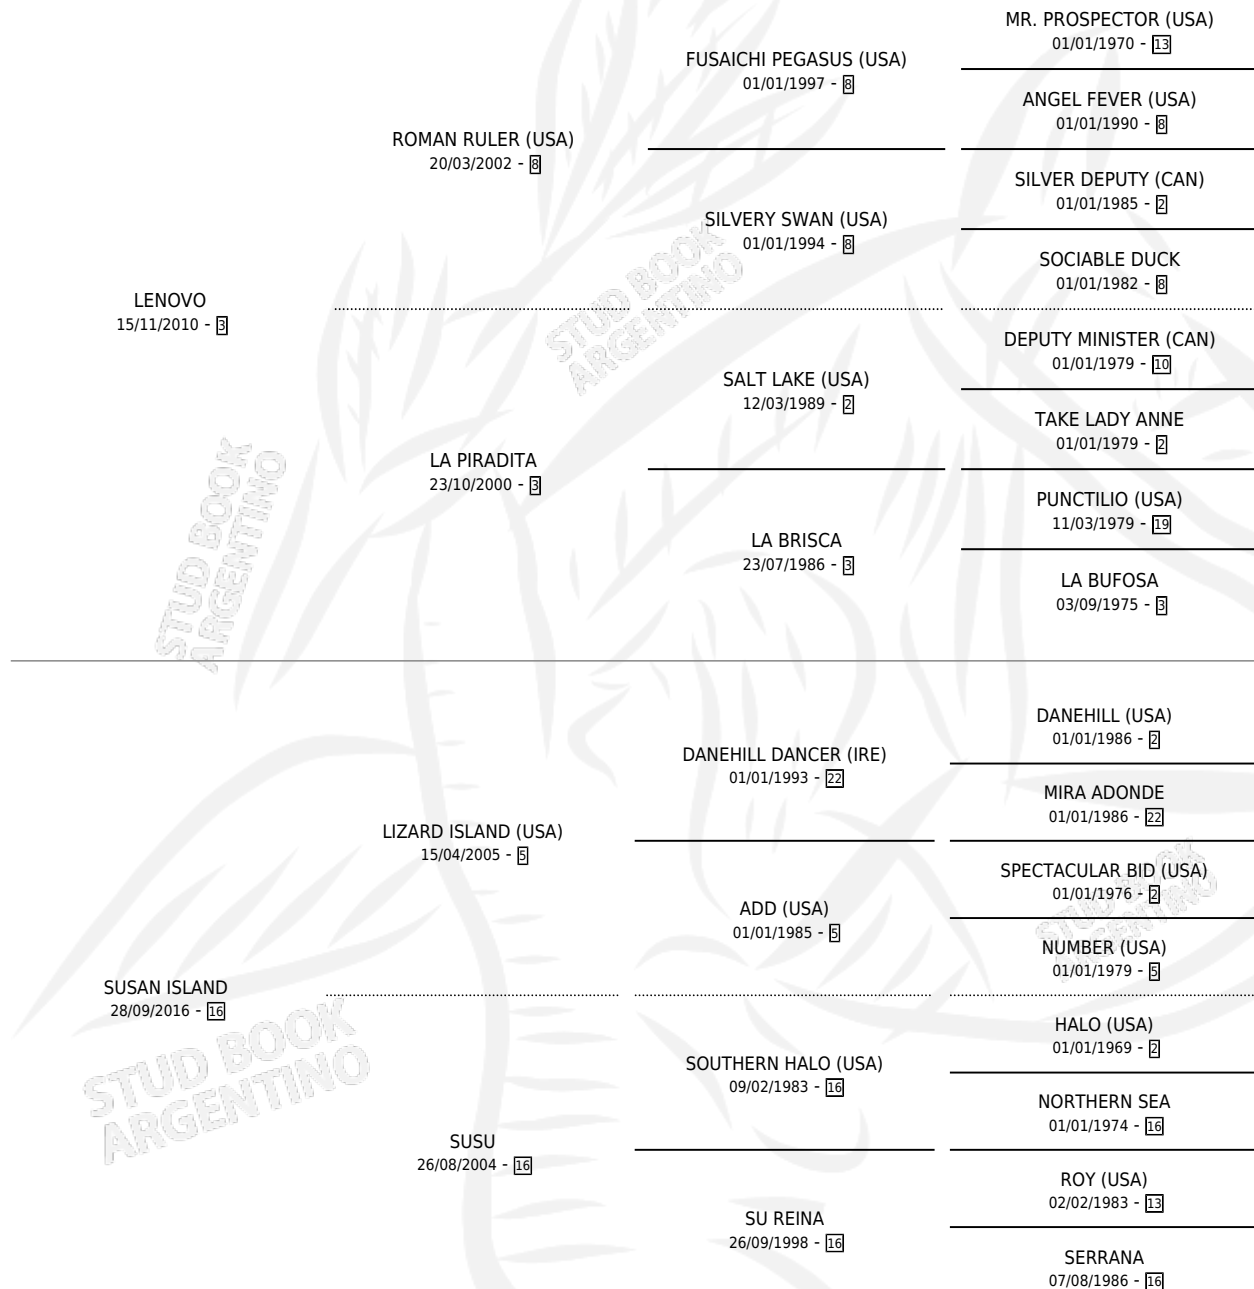 MR. PROSPECTOR (USA)
01/01/1970 - 13
FUSAICHI PEGASUS (USA)
01/01/1997 - 8
ANGEL FEVER (USA)
01/01/1990 - 8
ROMAN RULER (USA)
20/03/2002 - 8
SILVER DEPUTY (CAN)
01/01/1985 - 2
SILVERY SWAN (USA)
01/01/1994 - 8
SOCIABLE DUCK
01/01/1982 - 8
LENOVO
15/11/2010 - 3
DEPUTY MINISTER (CAN)
01/01/1979 - 10
SALT LAKE (USA)
12/03/1989 - 2
TAKE LADY ANNE
01/01/1979 - 2
LA PIRADITA
23/10/2000 - 3
PUNCTILIO (USA)
11/03/1979 - 19
LA BRISCA
23/07/1986 - 3
LA BUFOSA
03/09/1975 - 3
DANEHILL (USA)
01/01/1986 - 2
DANEHILL DANCER (IRE)
01/01/1993 - 22
MIRA ADONDE
01/01/1986 - 22
LIZARD ISLAND (USA)
15/04/2005 - 5
SPECTACULAR BID (USA)
01/01/1976 - 2
ADD (USA)
01/01/1985 - 5
NUMBER (USA)
01/01/1979 - 5
SUSAN ISLAND
28/09/2016 - 16
HALO (USA)
01/01/1969 - 2
SOUTHERN HALO (USA)
09/02/1983 - 16
NORTHERN SEA
01/01/1974 - 16
SUSU
26/08/2004 - 16
ROY (USA)
02/02/1983 - 13
SU REINA
26/09/1998 - 16
SERRANA
07/08/1986 - 16
STUD BOOK
ARGENTINO
STUD BOOK
ARGENTINO
STUD BOOK
ARGENTINO
STUD BOOK
ARGENTINO